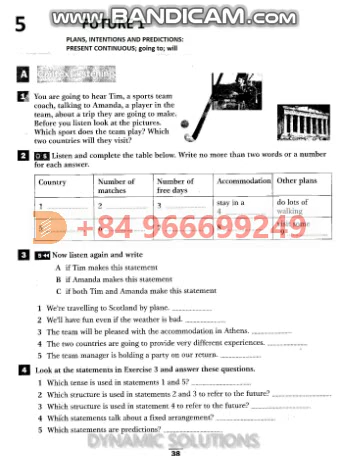 WWW.BANDICAM.COM
5 FUTURE 1
PLANS, INTENTIONS AND PREDICTIONS:
PRESENT CONTINUOUS; going to; will
A Context listening
1 You are going to hear Tim, a sports team
coach, talking to Amanda, a player in the
team, about a trip they are going to make.
Before you listen look at the pictures.
Which sport does the team play? Which
two countries will they visit?
2 Listen and complete the table below. Write no more than two words or a number
for each answer.
Country Number of matches Number of free days Accommodation Other plans
1 2 3 stay in a 4 do lots of walking
visit some
+84 966699249
3 Now listen again and write
A if Tim makes this statement
B if Amanda makes this statement
C if both Tim and Amanda make this statement
1 We're travelling to Scotland by plane.
2 We'll have fun even if the weather is bad.
3 The team will be pleased with the accommodation in Athens.
4 The two countries are going to provide very different experiences.
5 The team manager is holding a party on our return.
4 Look at the statements in Exercise 3 and answer these questions.
1 Which tense is used in statements 1 and 5?
2 Which structure is used in statements 2 and 3 to refer to the future?
3 Which structure is used in statement 4 to refer to the future?
4 Which statements talk about a fixed arrangement?
5 Which statements are predictions?
DYNAMIC SOLUTIONS
38